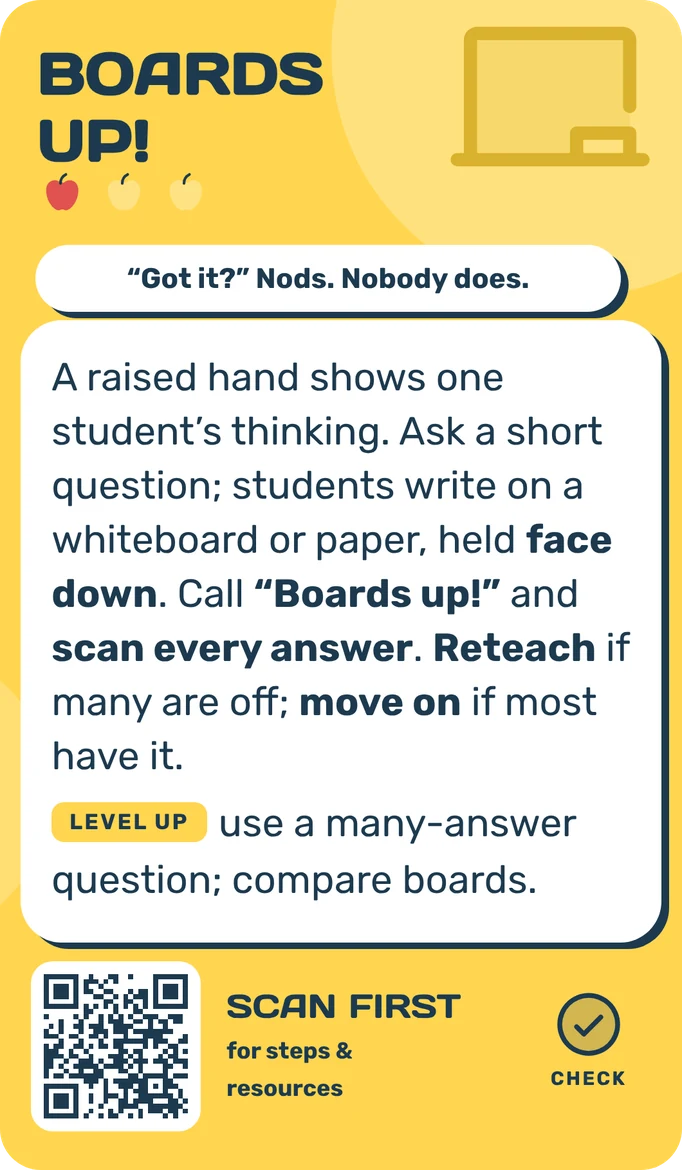 BOARDS
UP!
“Got it?” Nods. Nobody does.
A raised hand shows one
student’s thinking. Ask a short
question; students write on a
whiteboard or paper, held face
down. Call “Boards up!” and
scan every answer. Reteach if
many are off; move on if most
have it.
LEVEL UP use a many-answer
question; compare boards.
SCAN FIRST
for steps &
resources
CHECK